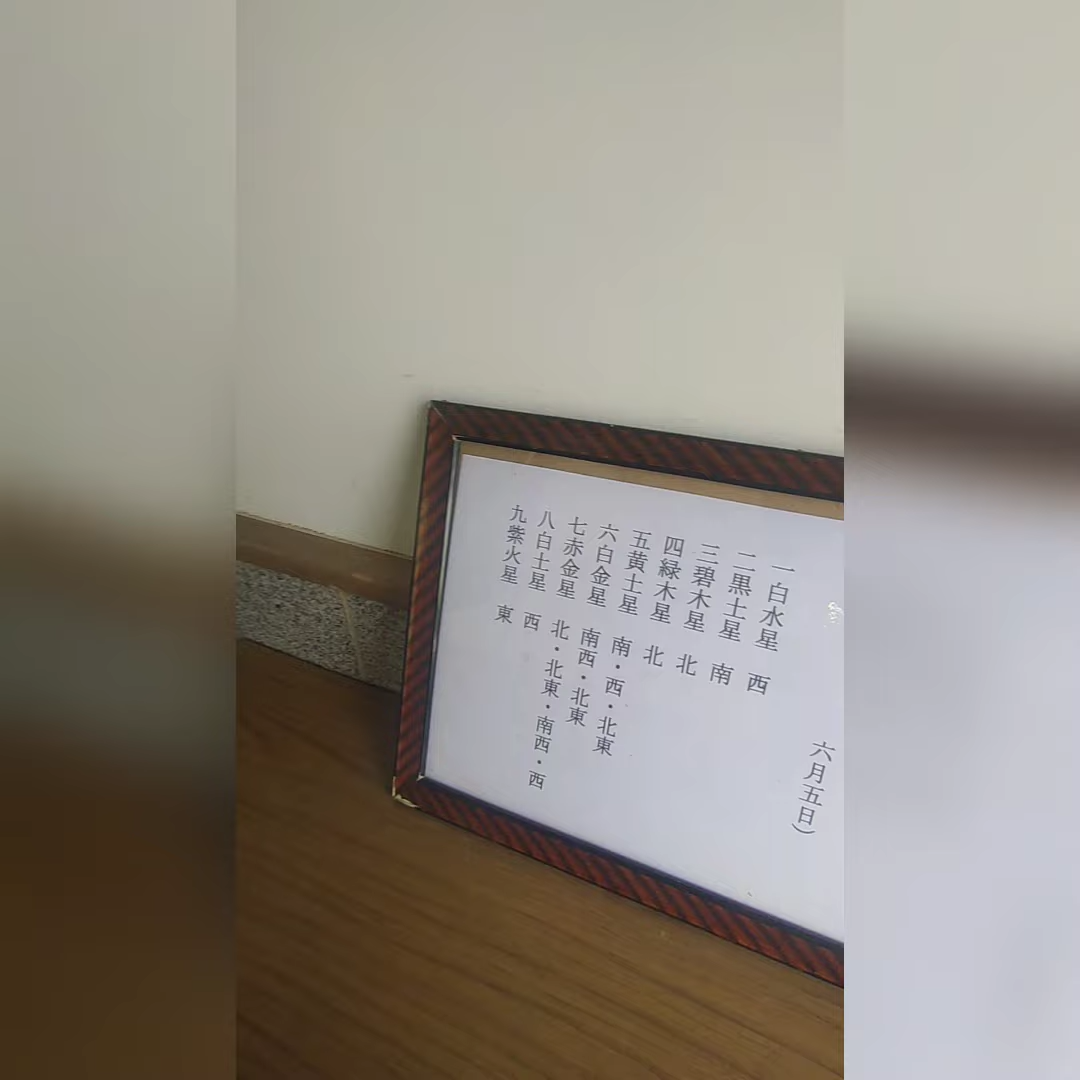 六月五日）
一白水星　西
二黒土星　南
三碧木星　北
四緑木星　北
五黄土星　南・西・北東
六白金星　南西・北東
七赤金星　北・北東・南西・西
八白土星　西
九紫火星　東